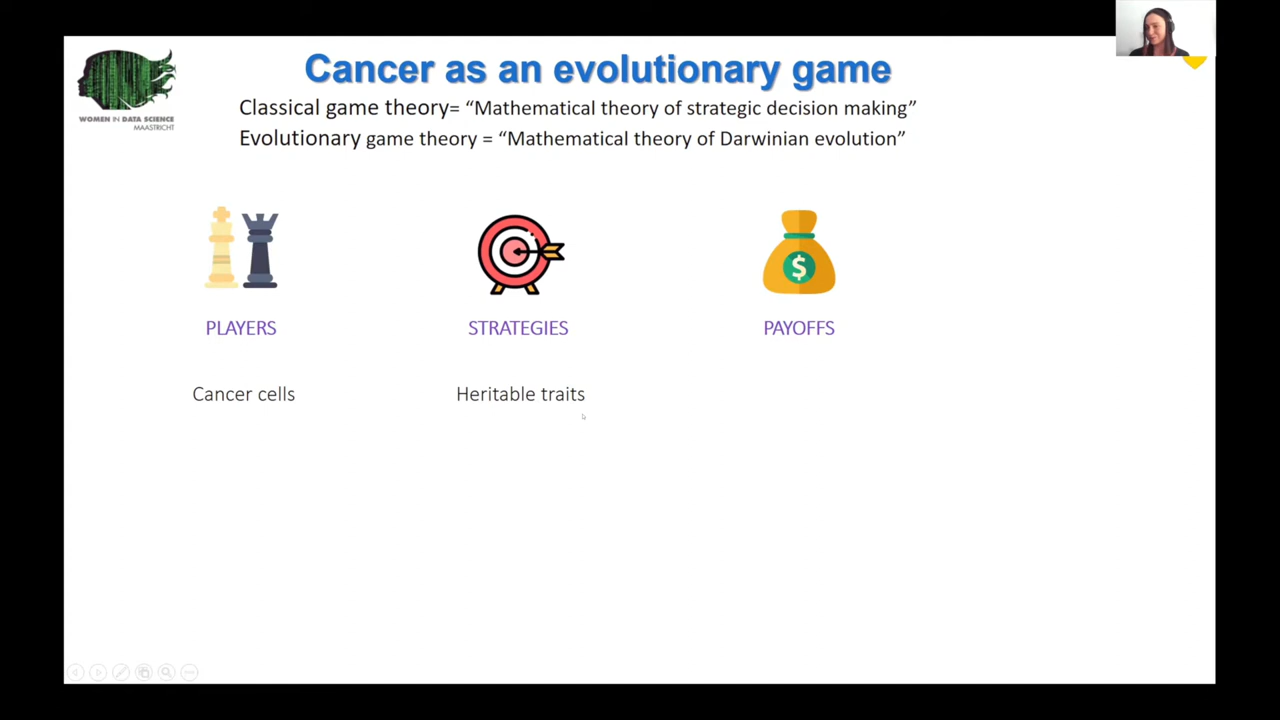 Cancer as an evolutionary game
Classical game theory= “Mathematical theory of strategic decision making”
Evolutionary game theory = “Mathematical theory of Darwinian evolution”
WOMEN IN DATA SCIENCE
MAASTRICHT
$
PLAYERS
STRATEGIES
PAYOFFS
Cancer cells
Heritable traits